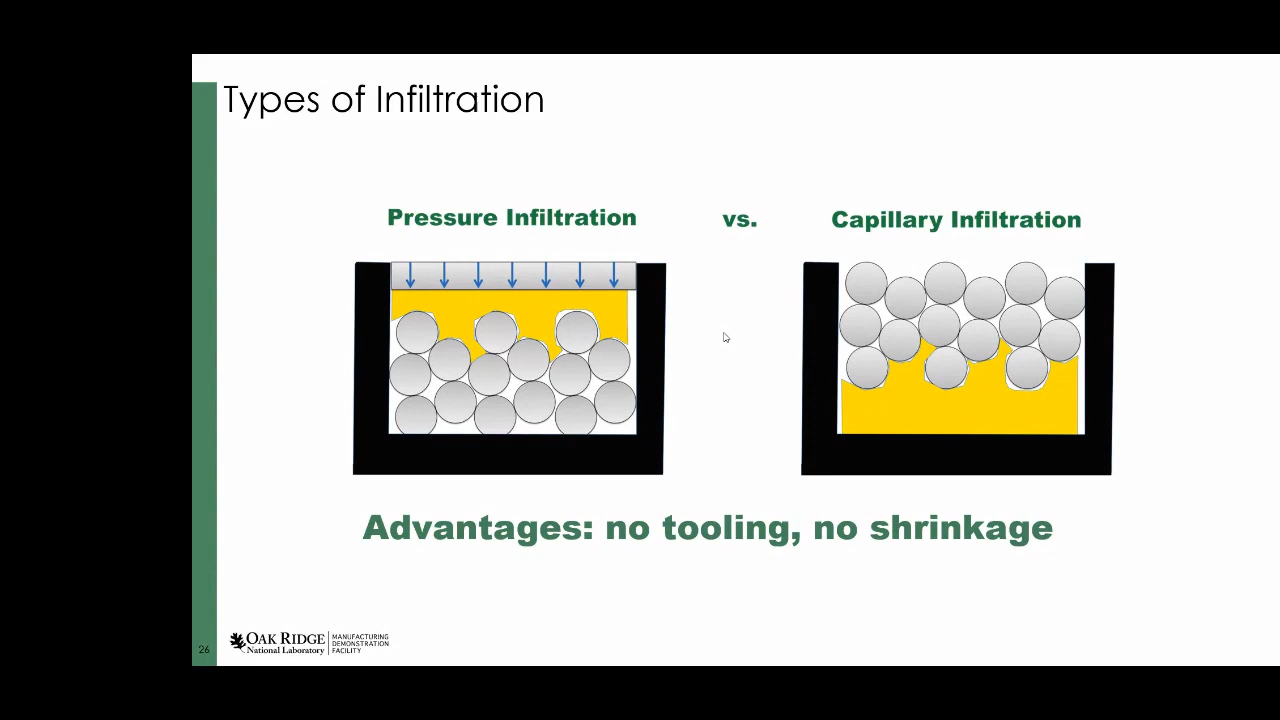 Types of Infiltration
Pressure Infiltration
vs.
Capillary Infiltration
Advantages: no tooling, no shrinkage
26
OAK RIDGE
National Laboratory
MANUFACTURING
DEMONSTRATION
FACILITY